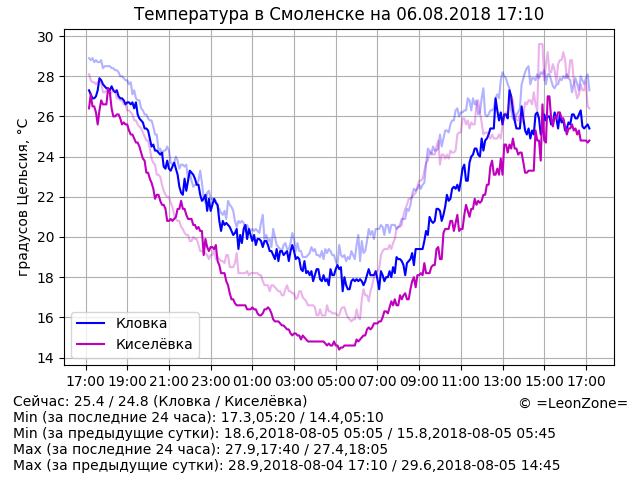 Температура в Смоленске на 06.08.2018 17:10
градусов Цельсия, °C
30
28
26
24
22
20
18
16
14
Кловка
Киселёвка
17:00 19:00 21:00 23:00 01:00 03:00 05:00 07:00 09:00 11:00 13:00 15:00 17:00
Сейчас: 25.4 / 24.8 (Кловка / Киселёвка)
© =LeonZone=
Min (за последние 24 часа): 17.3,05:20 / 14.4,05:10
Min (за предыдущие сутки): 18.6,2018-08-05 05:05 / 15.8,2018-08-05 05:45
Max (за последние 24 часа): 27.9,17:40 / 27.4,18:05
Max (за предыдущие сутки): 28.9,2018-08-04 17:10 / 29.6,2018-08-05 14:45